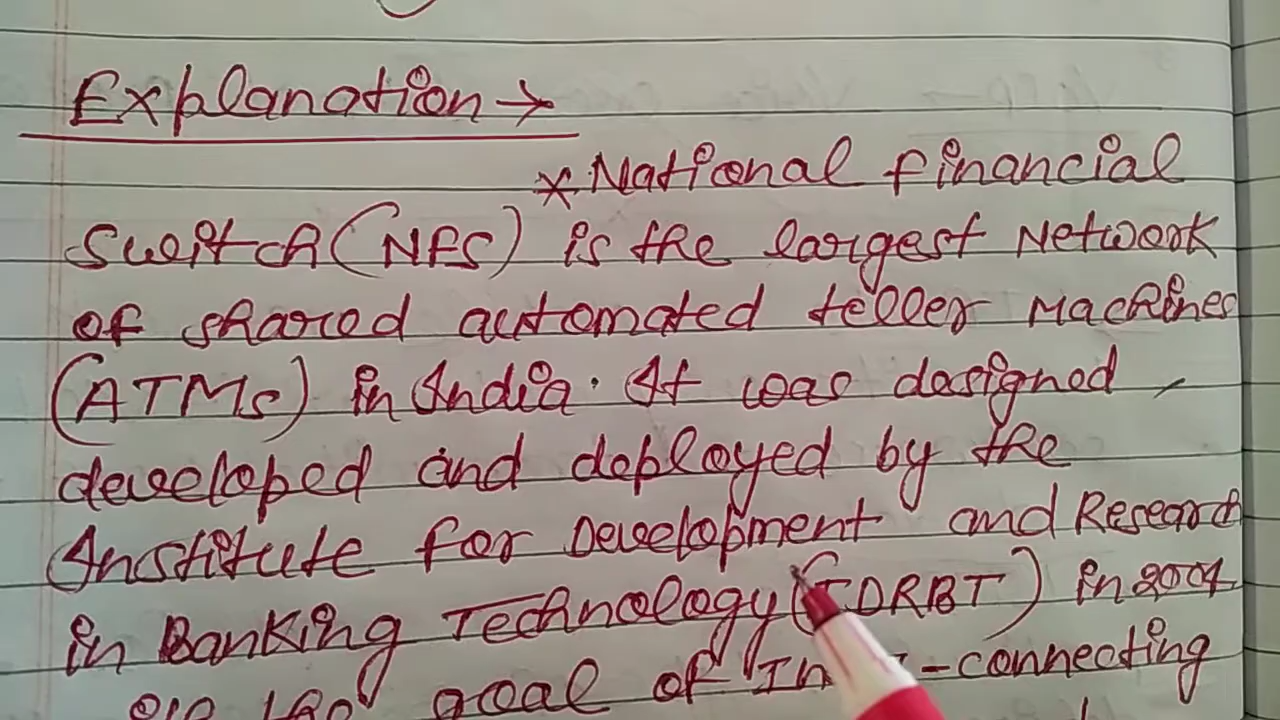 Explanation →
* National financial
Switch (NFS) is the largest Network
of shared automated teller Machines
(ATMs) in India. It was designed,
developed and deployed by the
Institute for Development and Research
in Banking Technology (IDRBT) in 2004
goal of Inter-connecting